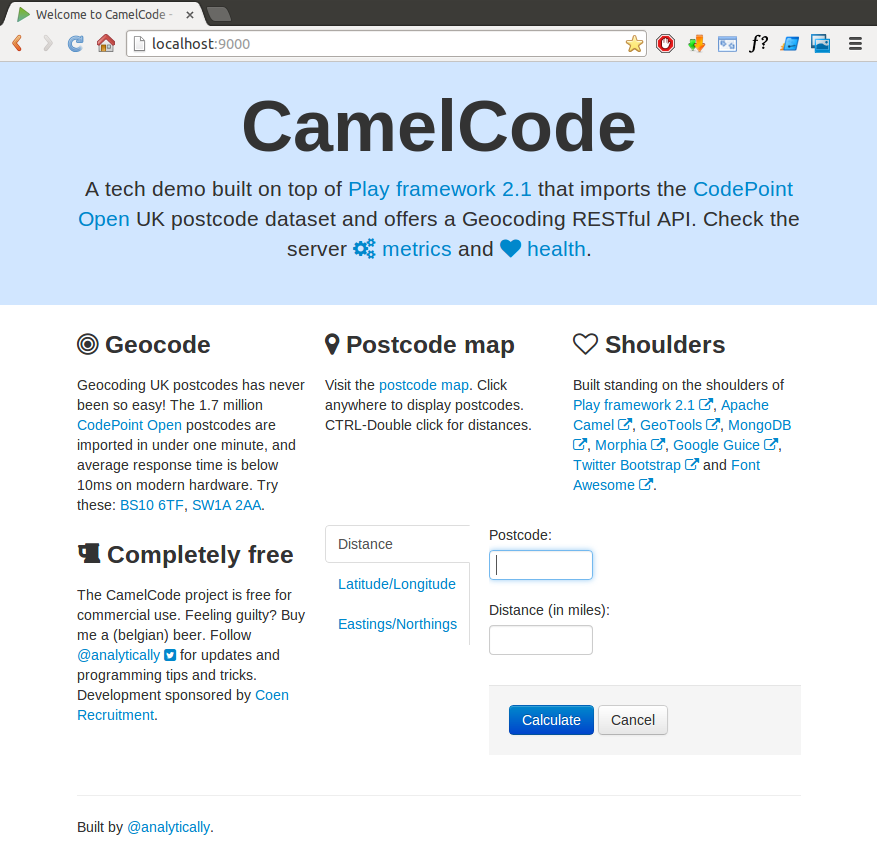 Welcome to CamelCode -
localhost:9000
f?
CamelCode
A tech demo built on top of Play framework 2.1 that imports the CodePoint
Open UK postcode dataset and offers a Geocoding RESTful API. Check the
server metrics and health.
Geocode
Geocoding UK postcodes has never
been so easy! The 1.7 million
CodePoint Open postcodes are
imported in under one minute, and
average response time is below
10ms on modern hardware. Try
these: BS10 6TF, SW1A 2AA.
Completely free
The CamelCode project is free for
commercial use. Feeling guilty? Buy
me a (belgian) beer. Follow
@analytically for updates and
programming tips and tricks.
Development sponsored by Coen
Recruitment.
Postcode map
Visit the postcode map. Click
anywhere to display postcodes.
CTRL-Double click for distances.
Shoulders
Built standing on the shoulders of
Play framework 2.1, Apache
Camel, GeoTools, MongoDB
, Morphia, Google Guice,
Twitter Bootstrap and Font
Awesome.
Distance
Latitude/Longitude
Eastings/Northings
Postcode:
Distance (in miles):
Calculate Cancel
Built by @analytically.